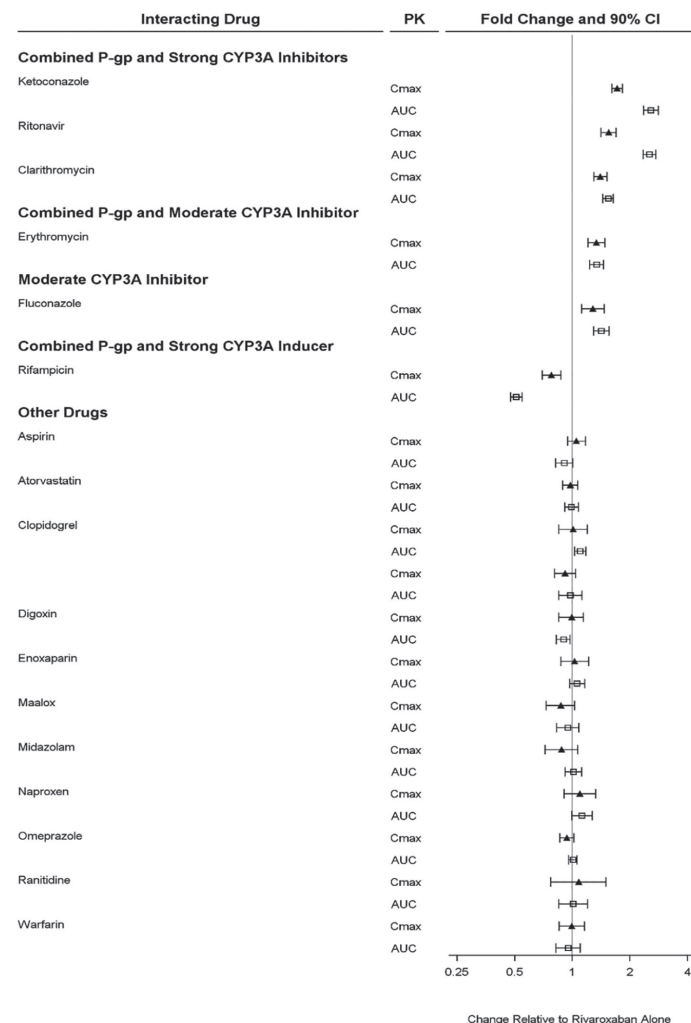 Interacting Drug PK Fold Change and 90% CI
Combined P-gp and Strong CYP3A Inhibitors
Ketoconazole
Cmax
AUC
Ritonavir
Cmax
AUC
Clarithromycin
Cmax
AUC
Combined P-gp and Moderate CYP3A Inhibitor
Erythromycin
Cmax
AUC
Moderate CYP3A Inhibitor
Fluconazole
Cmax
AUC
Combined P-gp and Strong CYP3A Inducer
Rifampicin
Cmax
AUC
Other Drugs
Aspirin
Cmax
AUC
Atorvastatin
Cmax
AUC
Clopidogrel
Cmax
AUC
Cmax
AUC
Digoxin
Cmax
AUC
Enoxaparin
Cmax
AUC
Maalox
Cmax
AUC
Midazolam
Cmax
AUC
Naproxen
Cmax
AUC
Omeprazole
Cmax
AUC
Ranitidine
Cmax
AUC
Warfarin
Cmax
AUC
0.25 0.5 1 2 4
Change Relative to Rivaroxaban Alone